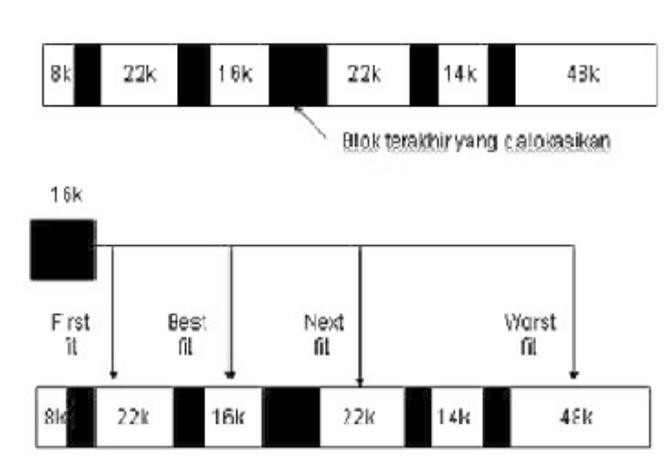 8k 22k 16k 22k 14k 48k
Blok terakhir yang dialokasikan
16k
First fit
Best fit
Next fit
Worst fit
8k 22k 16k 22k 14k 48k